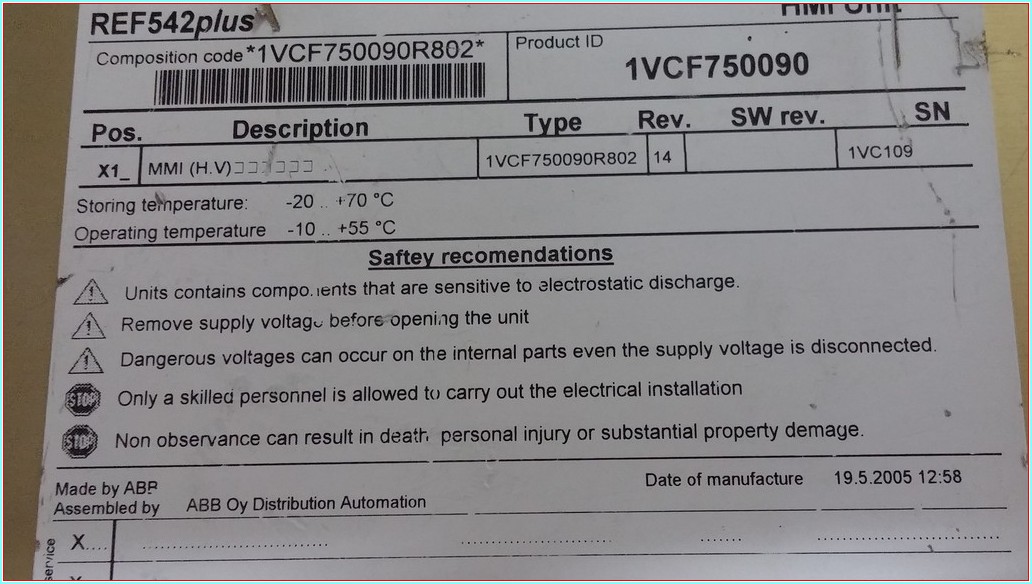 REF542plus HMI Unit
Composition code *1VCF750090R802* Product ID
1VCF750090
Pos. Description Type Rev. SW rev. SN
X1_ MMI (H.V)□□□□□□ 1VCF750090R802 14 1VC109
Storing temperature: -20 .. +70 °C
Operating temperature -10 .. +55 °C
Saftey recomendations
Units contains components that are sensitive to electrostatic discharge.
Remove supply voltage before opening the unit
Dangerous voltages can occur on the internal parts even the supply voltage is disconnected.
STOP Only a skilled personnel is allowed to carry out the electrical installation
STOP Non observance can result in death, personal injury or substantial property demage.
Made by ABB Date of manufacture 19.5.2005 12:58
Assembled by ABB Oy Distribution Automation
X....